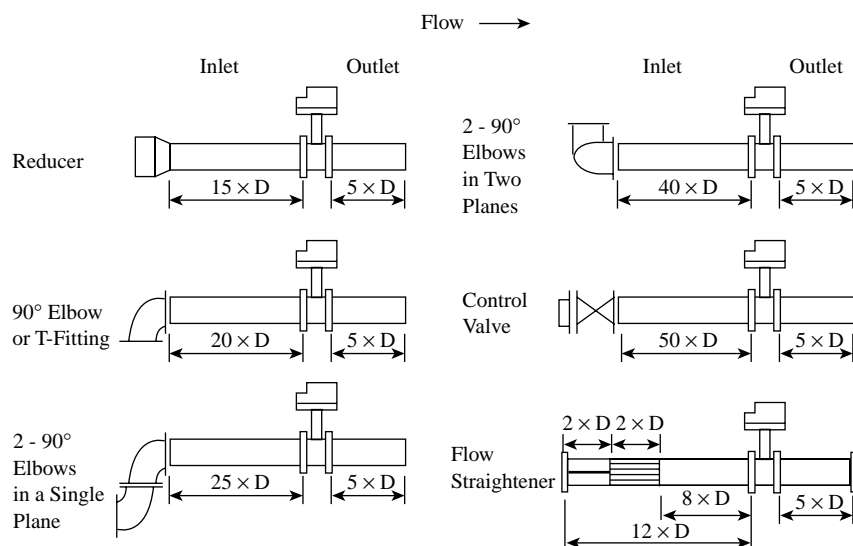 Flow
Inlet Outlet
Reducer
15 × D 5 × D
90° Elbow
or T-Fitting
20 × D 5 × D
2 - 90°
Elbows
in a Single
Plane
25 × D 5 × D
Inlet Outlet
2 - 90°
Elbows
in Two
Planes
40 × D 5 × D
Control
Valve
50 × D 5 × D
2 × D 2 × D
Flow
Straightener
8 × D 5 × D
12 × D